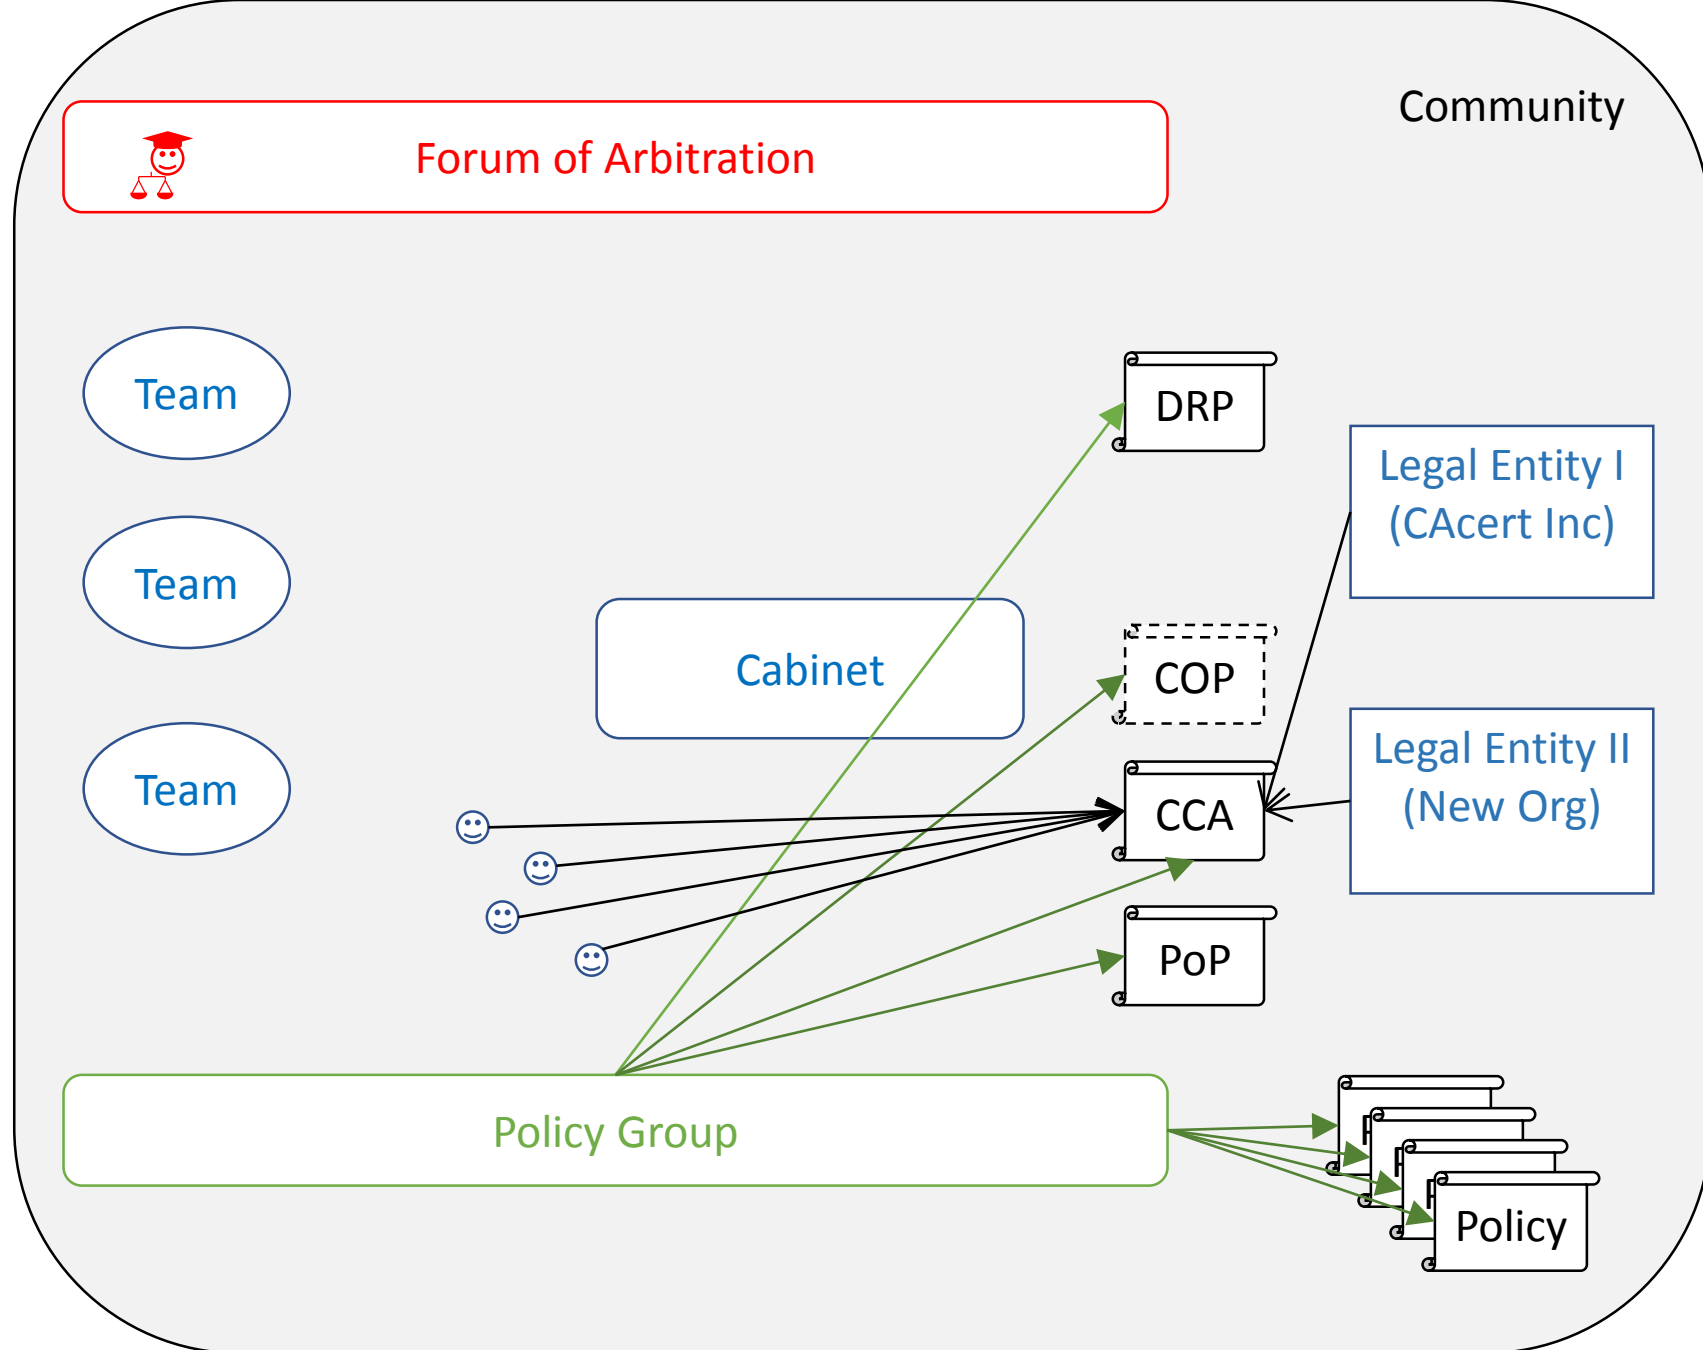 Community
Forum of Arbitration
Team
DRP
Legal Entity I
(CAcert Inc)
Team
Cabinet
COP
Legal Entity II
(New Org)
Team
CCA
PoP
Policy Group
Policy